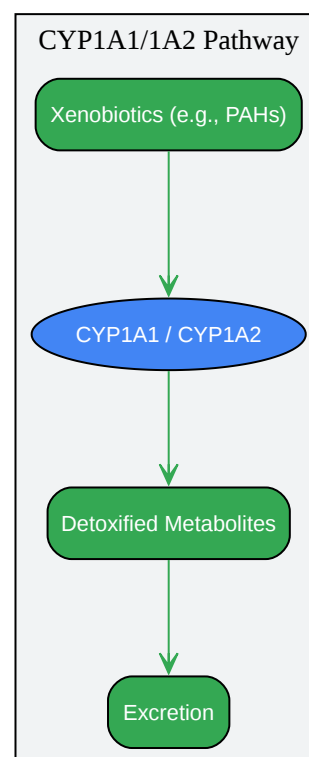 CYP1A1/1A2 Pathway
Xenobiotics (e.g., PAHs)
CYP1A1 / CYP1A2
Detoxified Metabolites
Excretion